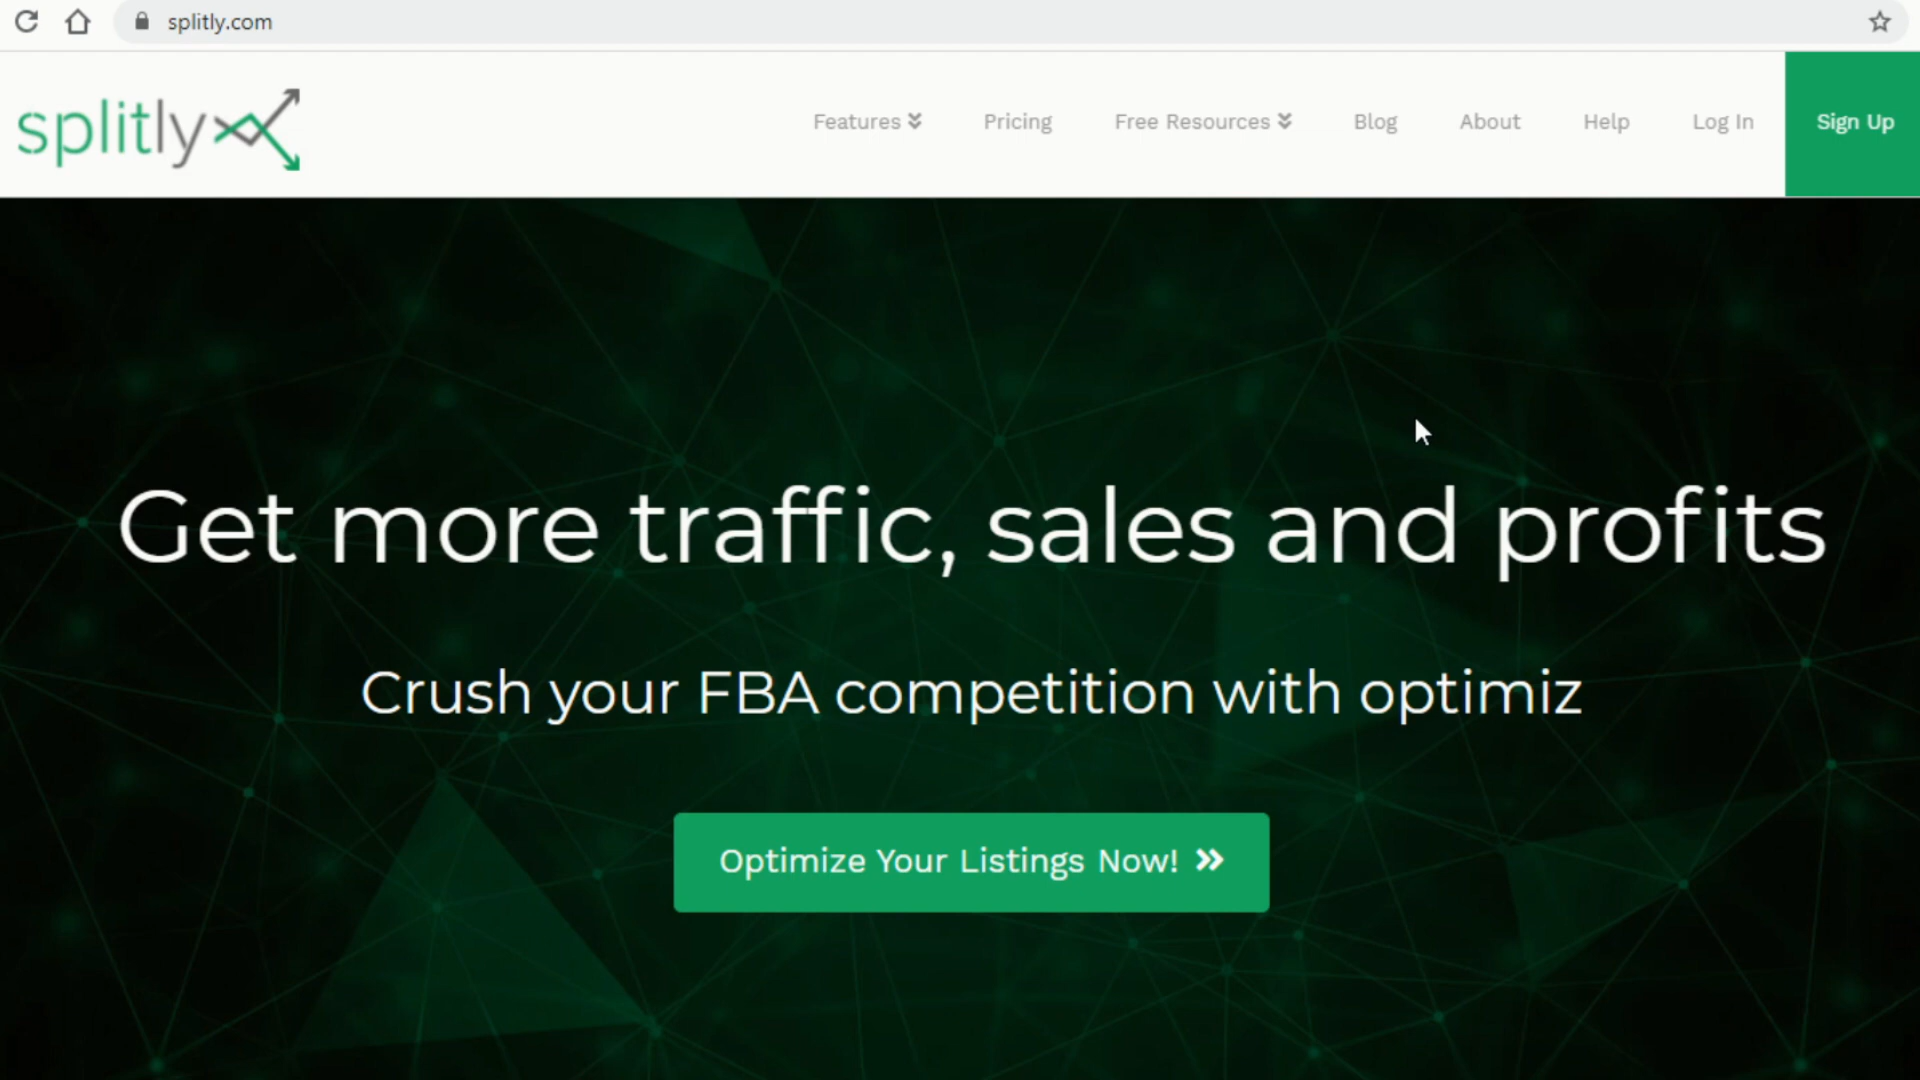 splitly.com
splitly
Features Pricing Free Resources Blog About Help Log In Sign Up
Get more traffic, sales and profits
Crush your FBA competition with optimiz
Optimize Your Listings Now!